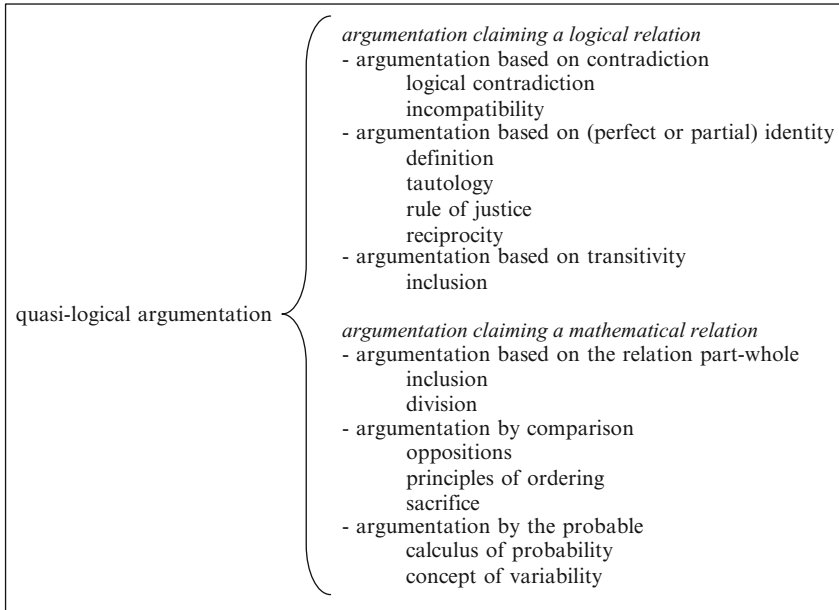 quasi-logical argumentation
argumentation claiming a logical relation
- argumentation based on contradiction
logical contradiction
incompatibility
- argumentation based on (perfect or partial) identity
definition
tautology
rule of justice
reciprocity
- argumentation based on transitivity
inclusion
argumentation claiming a mathematical relation
- argumentation based on the relation part-whole
inclusion
division
- argumentation by comparison
oppositions
principles of ordering
sacrifice
- argumentation by the probable
calculus of probability
concept of variability